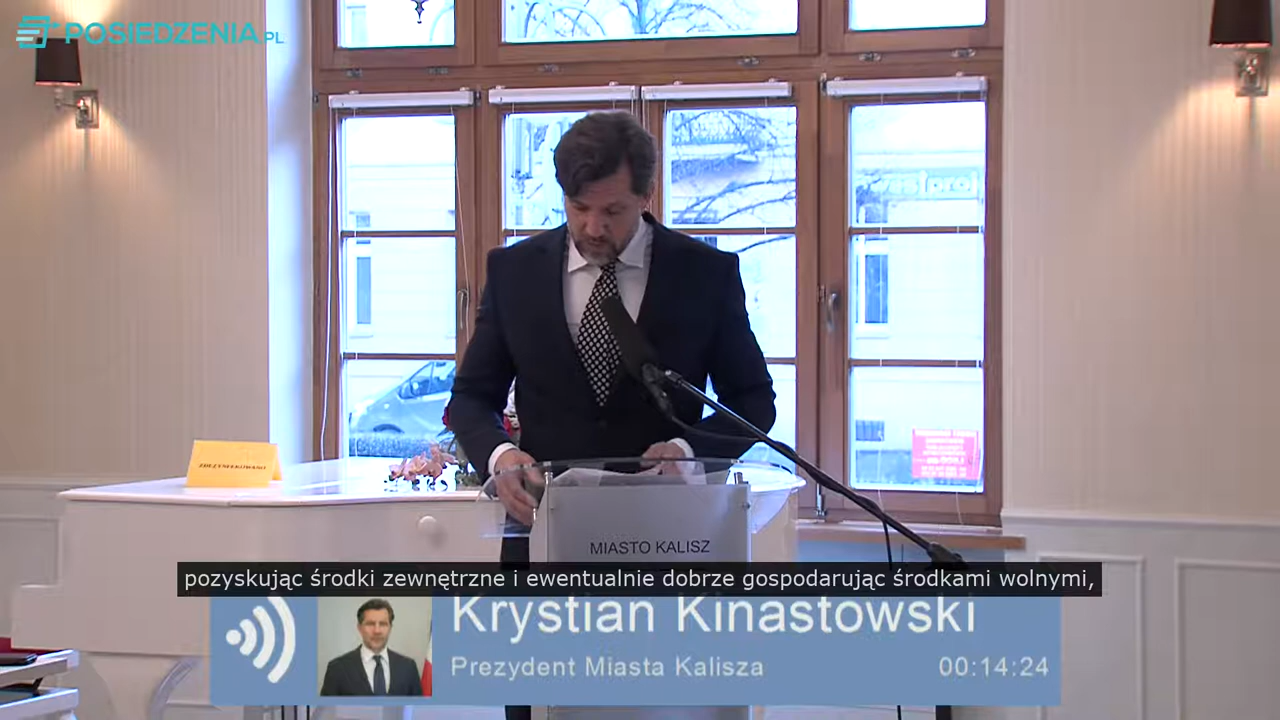 POSIEDZENIA.PL
ZDEZYNFEKOWANO
MIASTO KALISZ
pozyskując środki zewnętrzne i ewentualnie dobrze gospodarując środkami wolnymi,
Krystian Kinastowski
Prezydent Miasta Kalisza
00:14:24